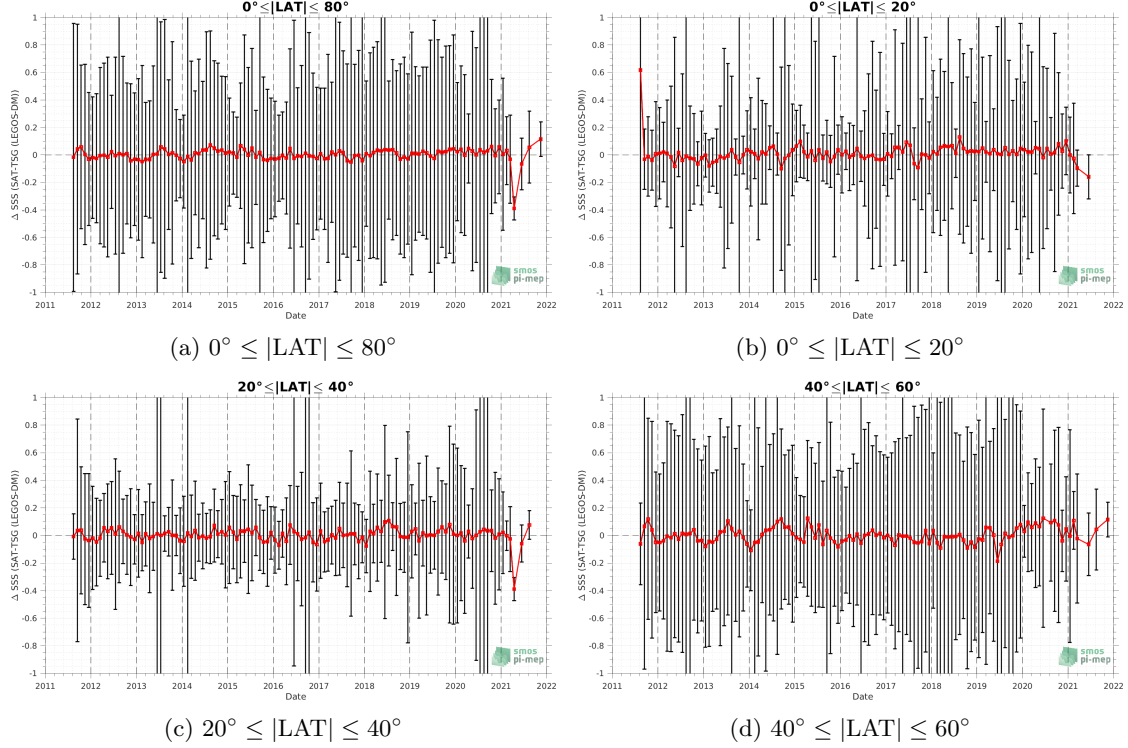 0°≤|LAT|≤ 80°
Δ SSS (SAT-TSG (LEGOS-DM))
1
0.8
0.6
0.4
0.2
0
-0.2
-0.4
-0.6
-0.8
-1
2011 2012 2013 2014 2015 2016 2017 2018 2019 2020 2021 2022
Date
smos
pi-mep
(a) 0° ≤ |LAT| ≤ 80°
0°≤|LAT|≤ 20°
Δ SSS (SAT-TSG (LEGOS-DM))
1
0.8
0.6
0.4
0.2
0
-0.2
-0.4
-0.6
-0.8
-1
2011 2012 2013 2014 2015 2016 2017 2018 2019 2020 2021 2022
Date
smos
pi-mep
(b) 0° ≤ |LAT| ≤ 20°
20°≤|LAT|≤ 40°
Δ SSS (SAT-TSG (LEGOS-DM))
1
0.8
0.6
0.4
0.2
0
-0.2
-0.4
-0.6
-0.8
-1
2011 2012 2013 2014 2015 2016 2017 2018 2019 2020 2021 2022
Date
smos
pi-mep
(c) 20° ≤ |LAT| ≤ 40°
40°≤|LAT|≤ 60°
Δ SSS (SAT-TSG (LEGOS-DM))
1
0.8
0.6
0.4
0.2
0
-0.2
-0.4
-0.6
-0.8
-1
2011 2012 2013 2014 2015 2016 2017 2018 2019 2020 2021 2022
Date
smos
pi-mep
(d) 40° ≤ |LAT| ≤ 60°